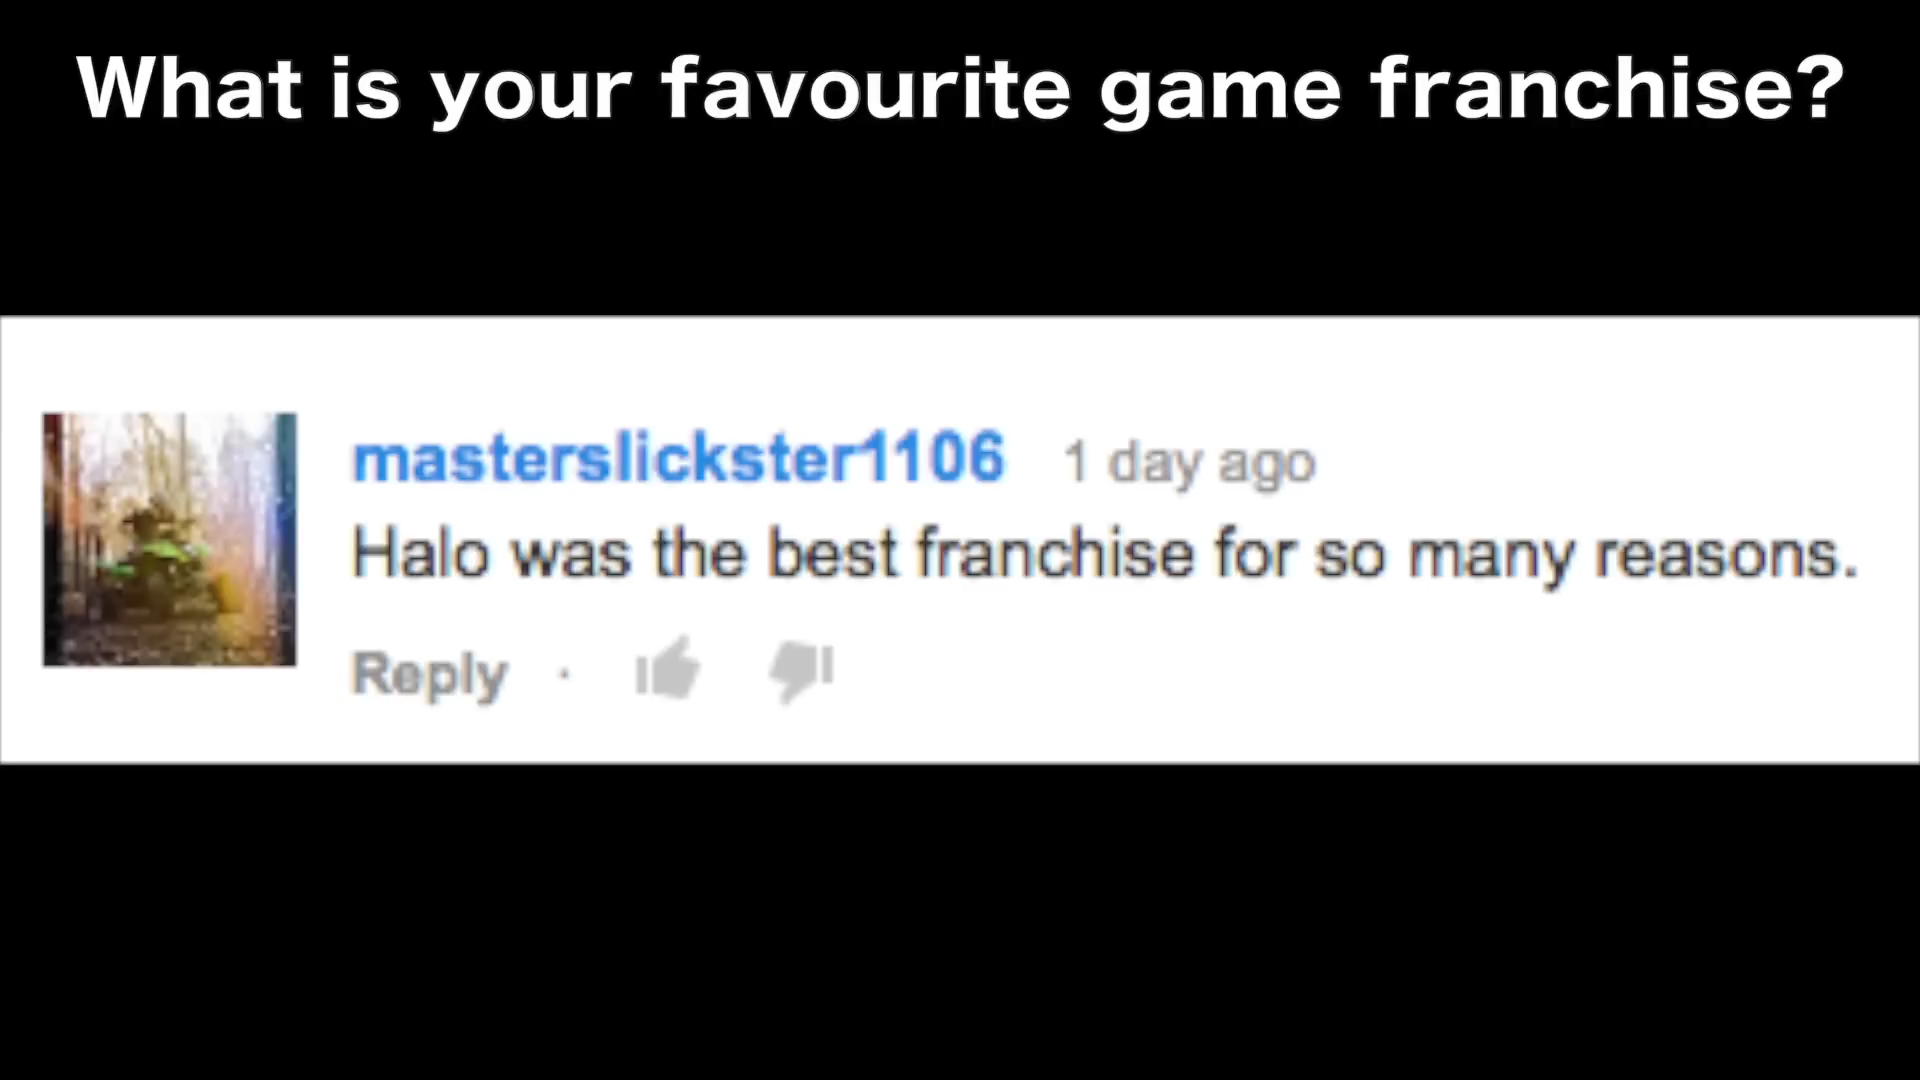 What is your favourite game franchise?
masterslickster1106 1 day ago
Halo was the best franchise for so many reasons.
Reply ·